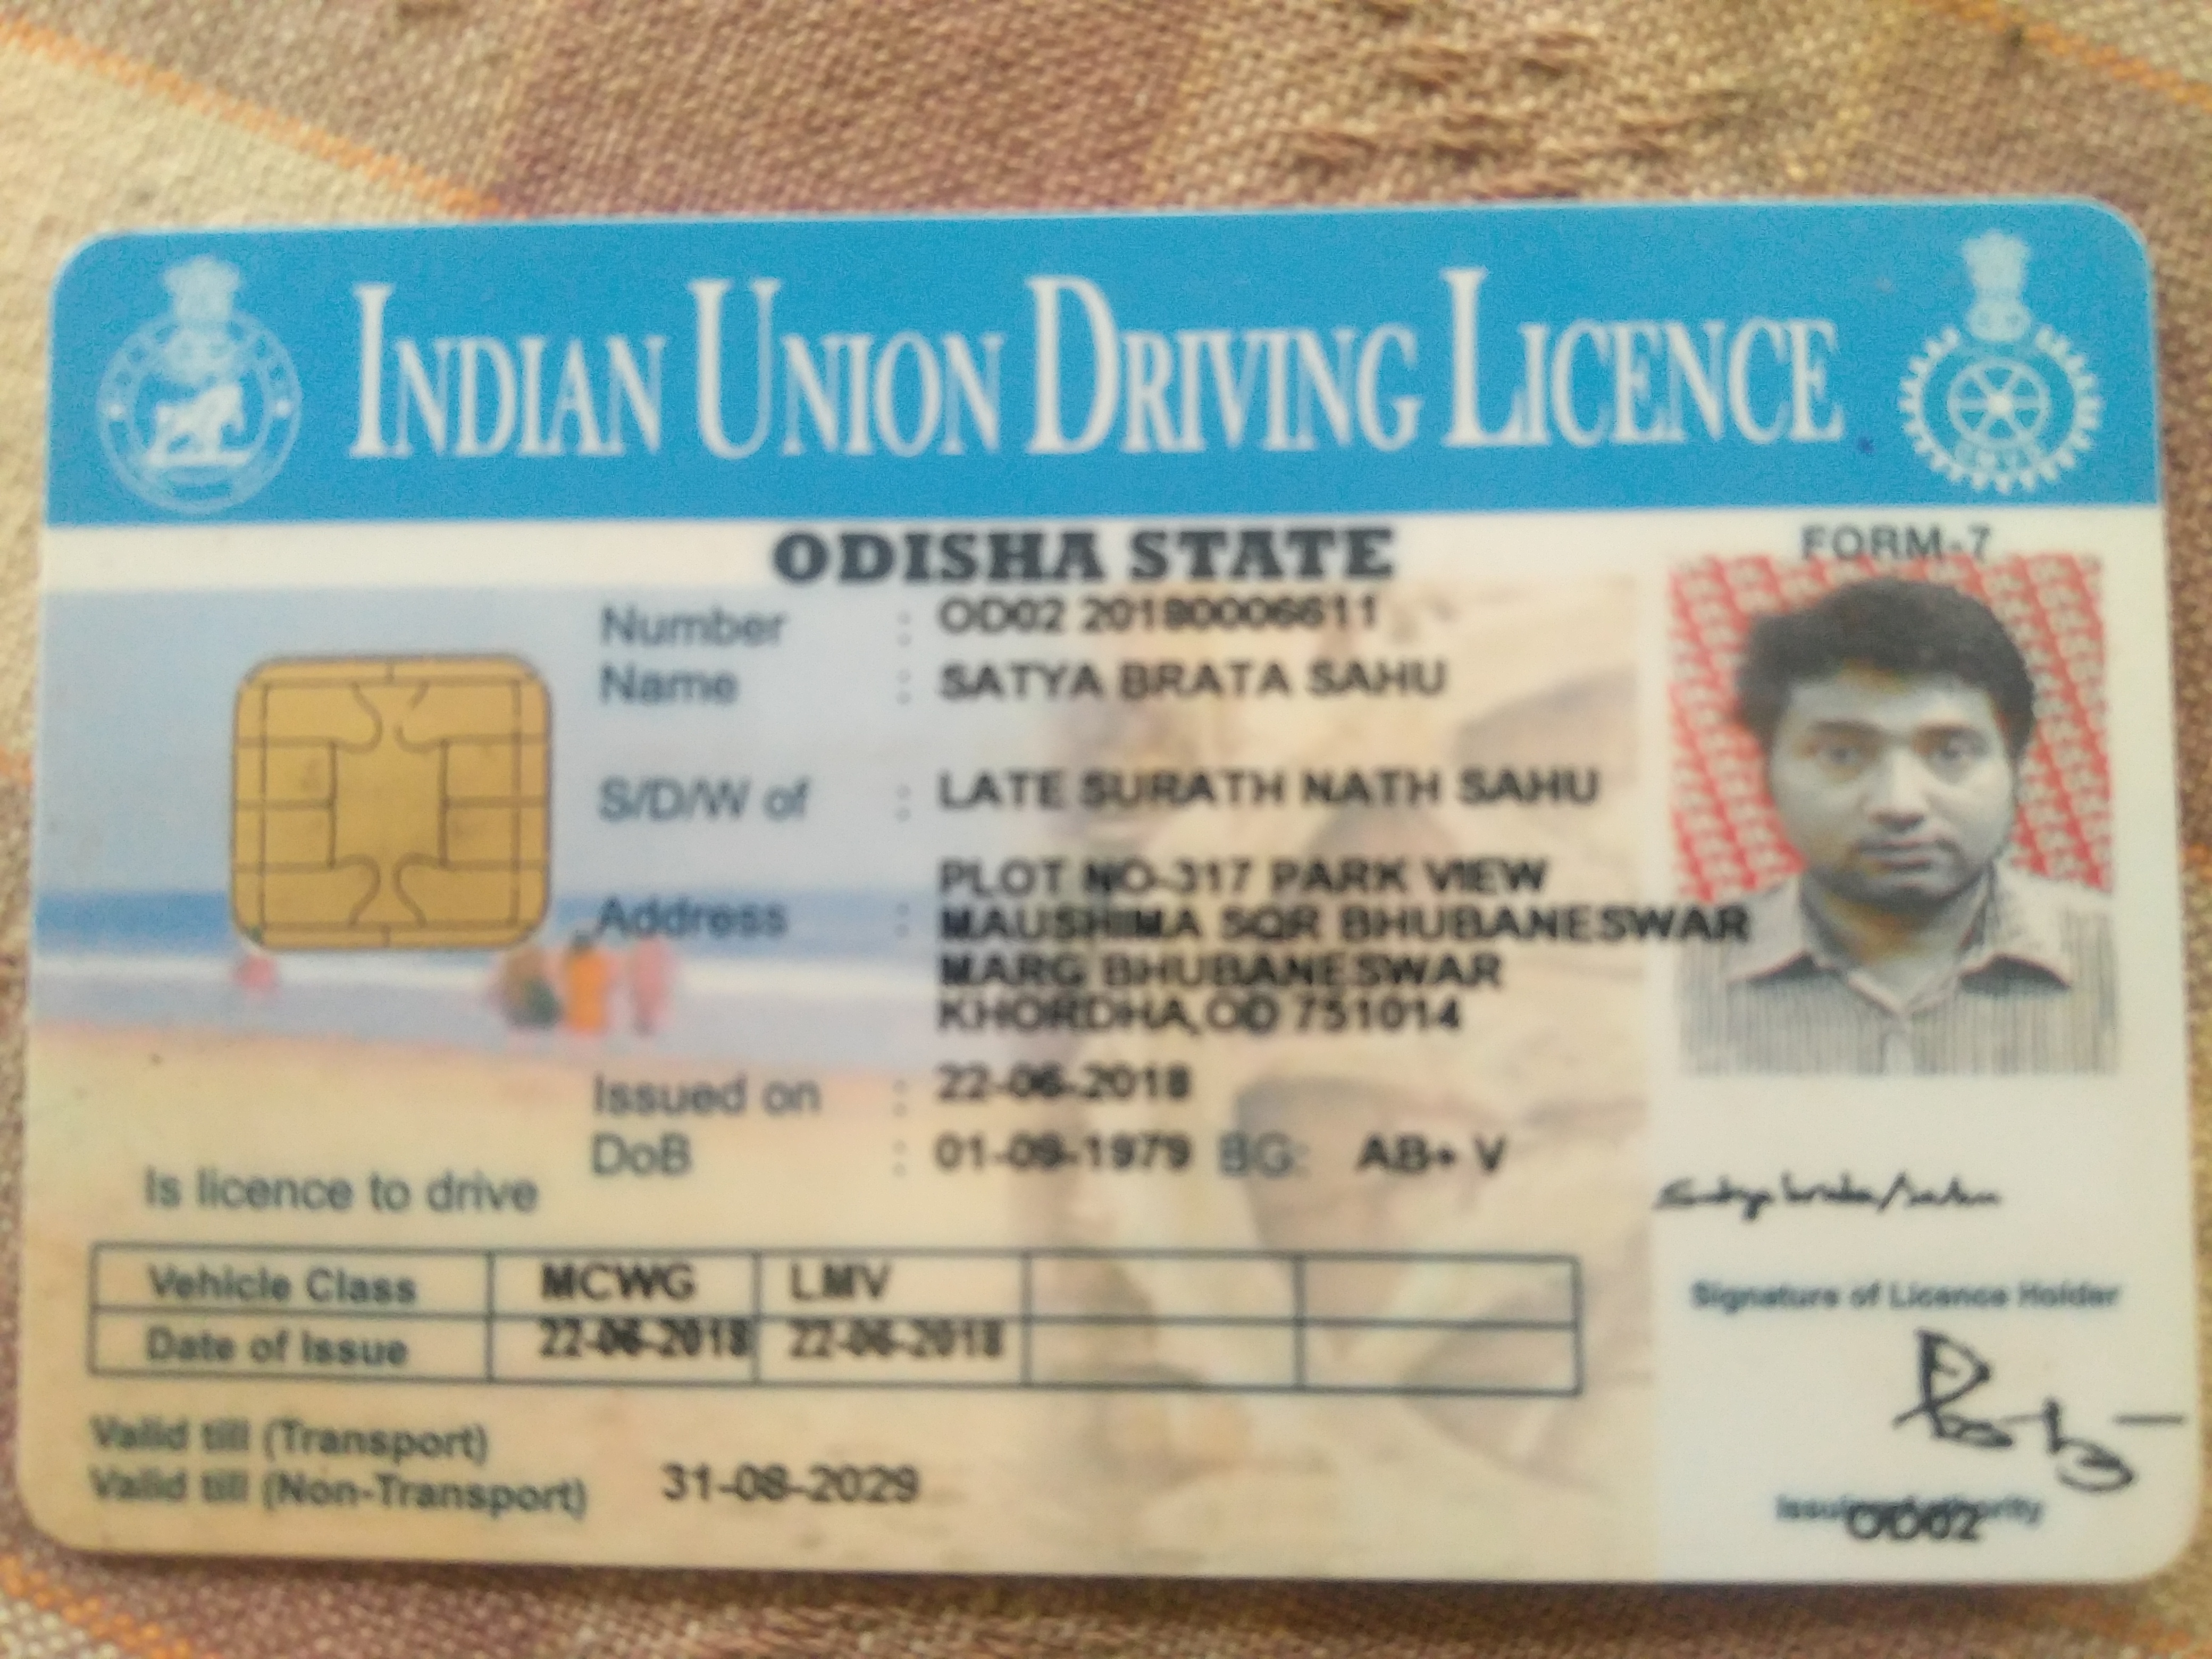 INDIAN UNION DRIVING LICENCE
ODISHA STATE
FORM-7
Number : OD02 20180006611
Name : SATYA BRATA SAHU
S/D/W of : LATE SURATH NATH SAHU
Address : PLOT NO-317 PARK VIEW
MAUSHIMA SQR BHUBANESWAR
MARG BHUBANESWAR
KHORDHA,OD 751014
Issued on : 22-06-2018
DoB : 01-09-1979 BG: AB+ V
Is licence to drive
Vehicle Class MCWG LMV
Date of Issue 22-06-2018 22-06-2018
Signature of Licence Holder
Valid till (Transport)
Valid till (Non-Transport) 31-08-2029
Issuing Authority
OD02